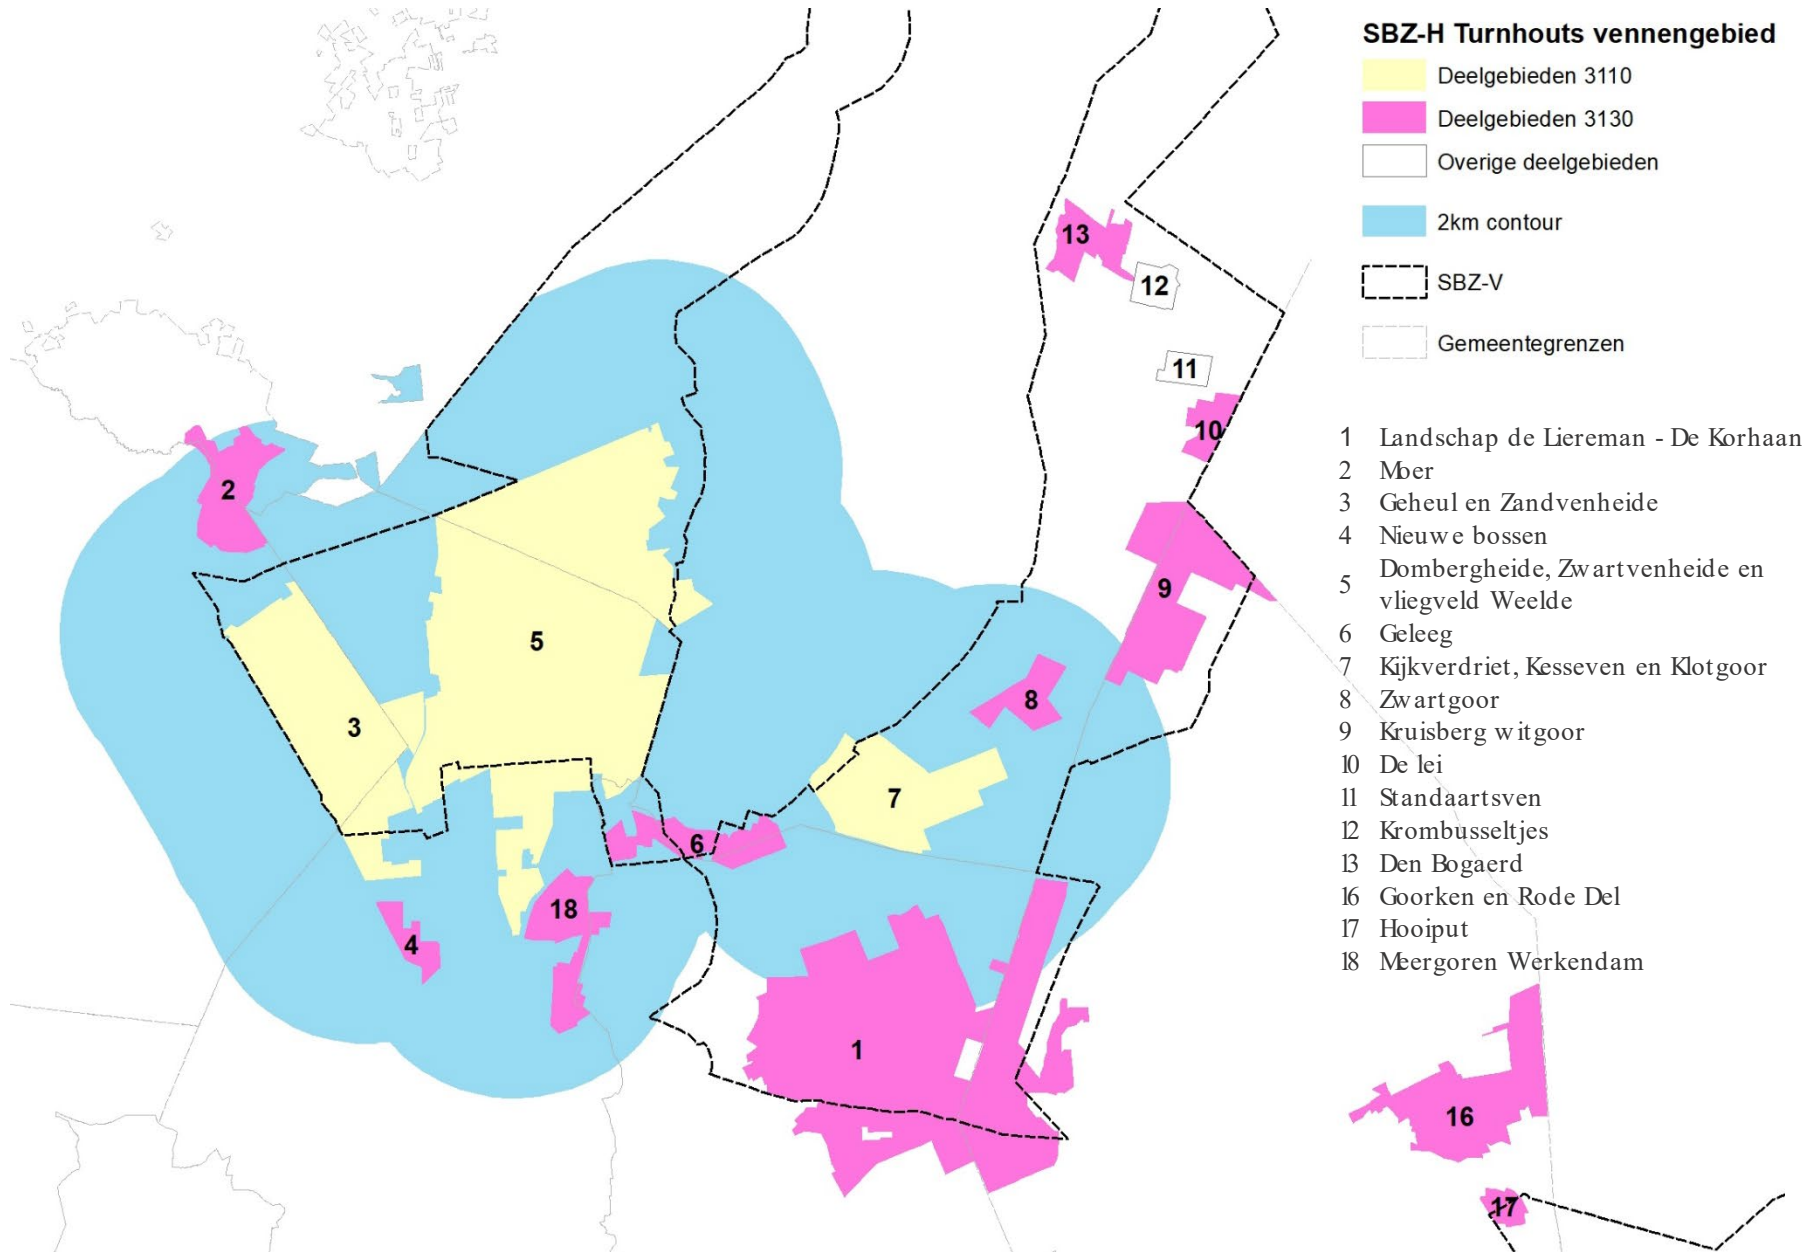 SBZ-H Turnhouts vennengebied
Deelgebieden 3110
Deelgebieden 3130
Overige deelgebieden
2km contour
SBZ-V
Gemeentegrenzen
1 Landschap de Liereman - De Korhaan
2 Moer
3 Geheul en Zandvenheide
4 Nieuwe bossen
5 Dombergheide, Zwartvenheide en
vliegveld Weelde
6 Geleeg
7 Kijkverdriet, Kesseven en Klotgoor
8 Zwartgoor
9 Kruisberg witgoor
10 De lei
11 Standaartsven
12 Krombusseltjes
13 Den Bogaerd
16 Goorken en Rode Del
17 Hooiput
18 Meergoren Werkendam
13
12
11
10
2
9
5
8
3
7
6
18
4
1
16
17